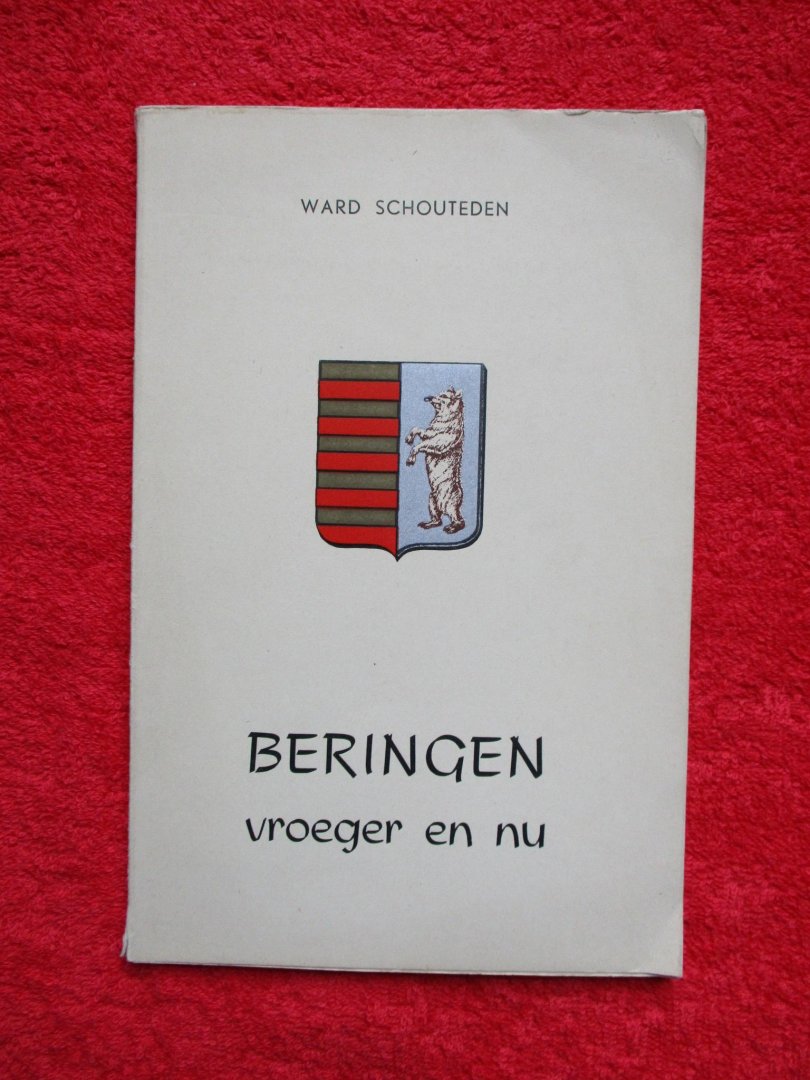 WARD SCHOUTEDEN
BERINGEN
vroeger en nu